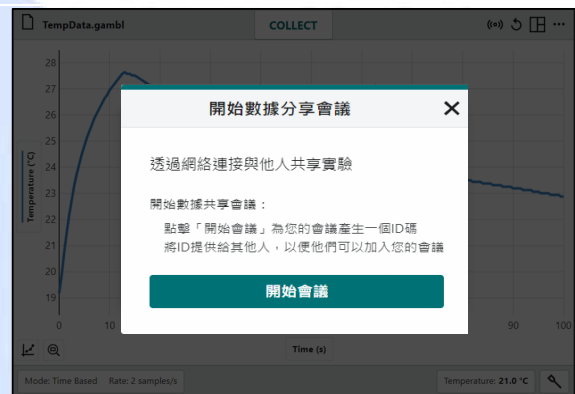 TempData.gambl
COLLECT
28
27
26
25
24
23
22
21
20
19
Temperature (°C)
開始數據分享會議
透過網絡連接與他人共享實驗
開始數據共享會議：
點擊「開始會議」為您的會議產生一個ID碼
將ID提供給其他人，以便他們可以加入您的會議
開始會議
0 10 90 100
Time (s)
Mode: Time Based Rate: 2 samples/s
Temperature: 21.0 °C